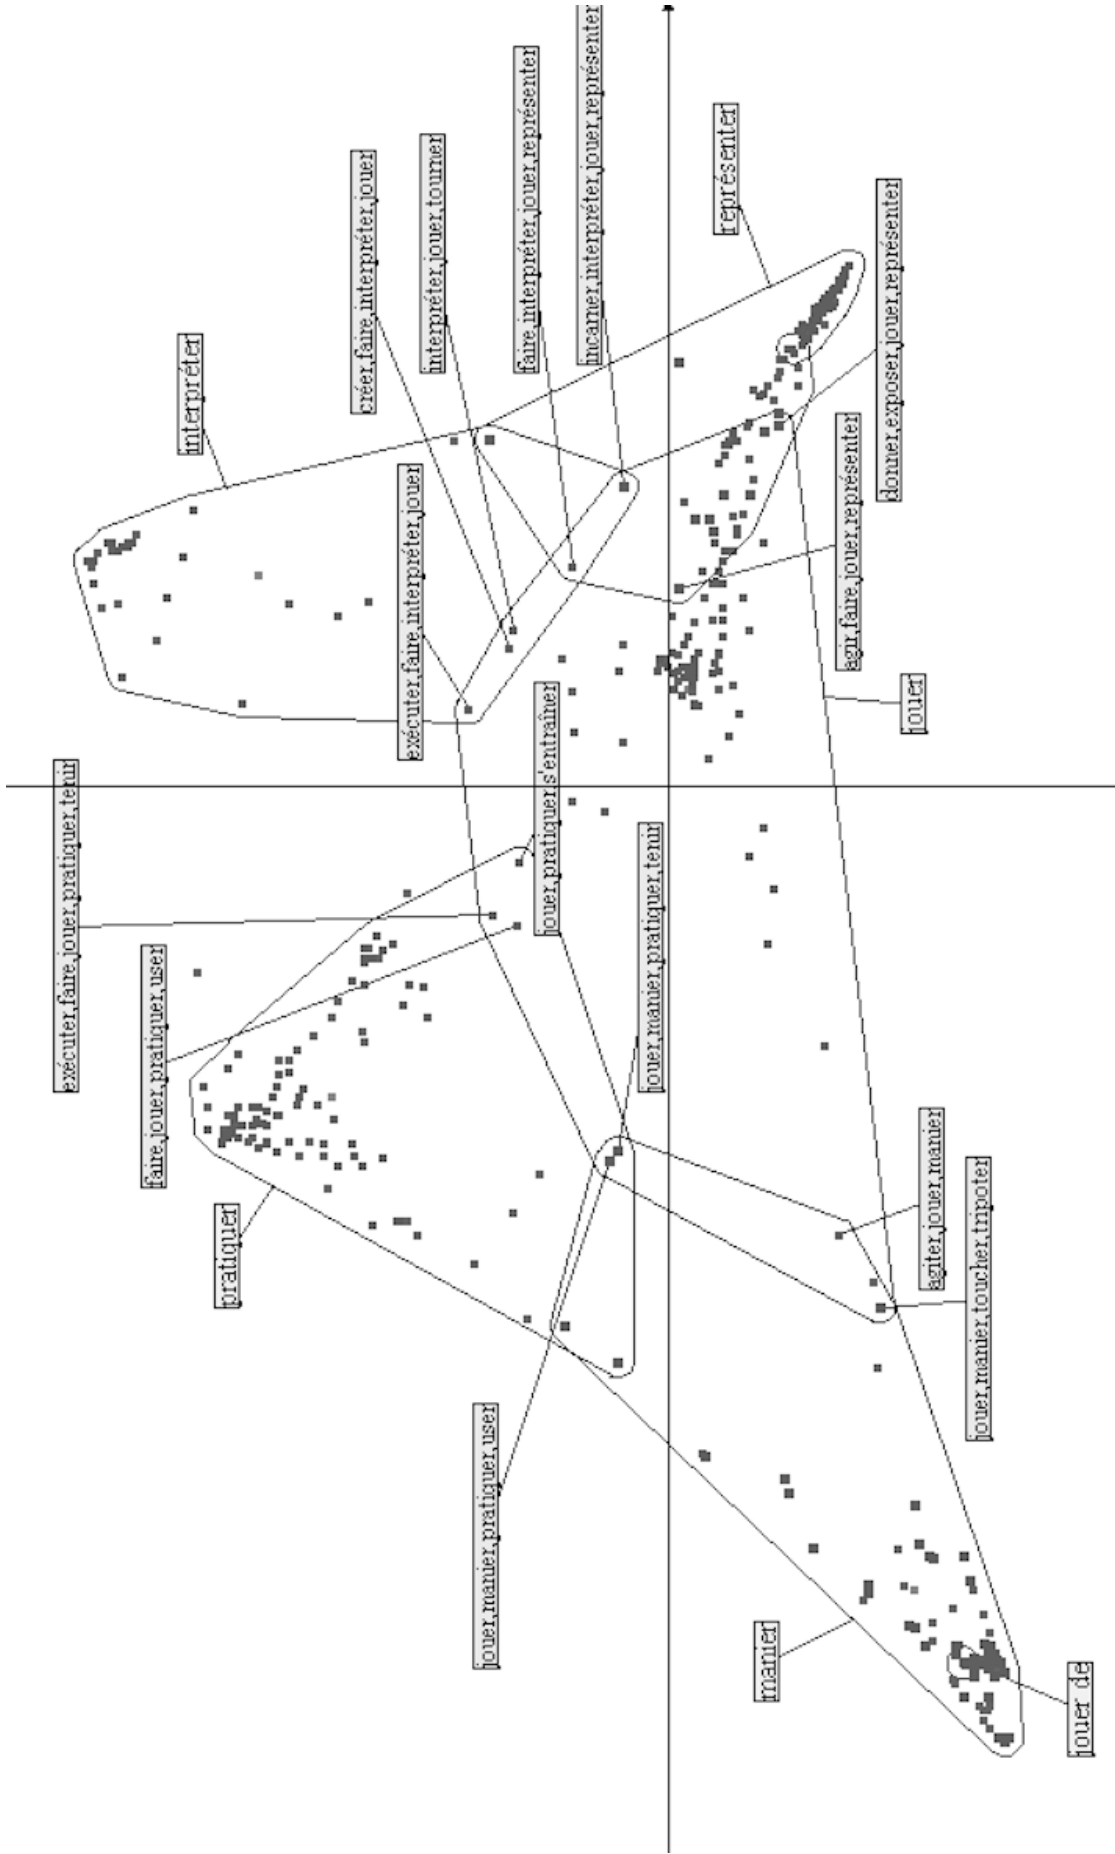 incarner,interpréter,jouer,représenter
faire,interpréter,jouer,représenter
représenter
interpréter,jouer,tourner
créer,faire,interpréter,jouer
donner,exposer,jouer,représenter
interpréter
agir,faire,jouer,représenter
exécuter,faire,interpréter,jouer
jouer
jouer,pratiquer,s'entraîner
exécuter,faire,jouer,pratiquer,tenir
jouer,manier,pratiquer,tenir
faire,jouer,pratiquer,user
agiter,jouer,manier
jouer,manier,toucher,tripoter
pratiquer
jouer,manier,pratiquer,user
manier
jouer de